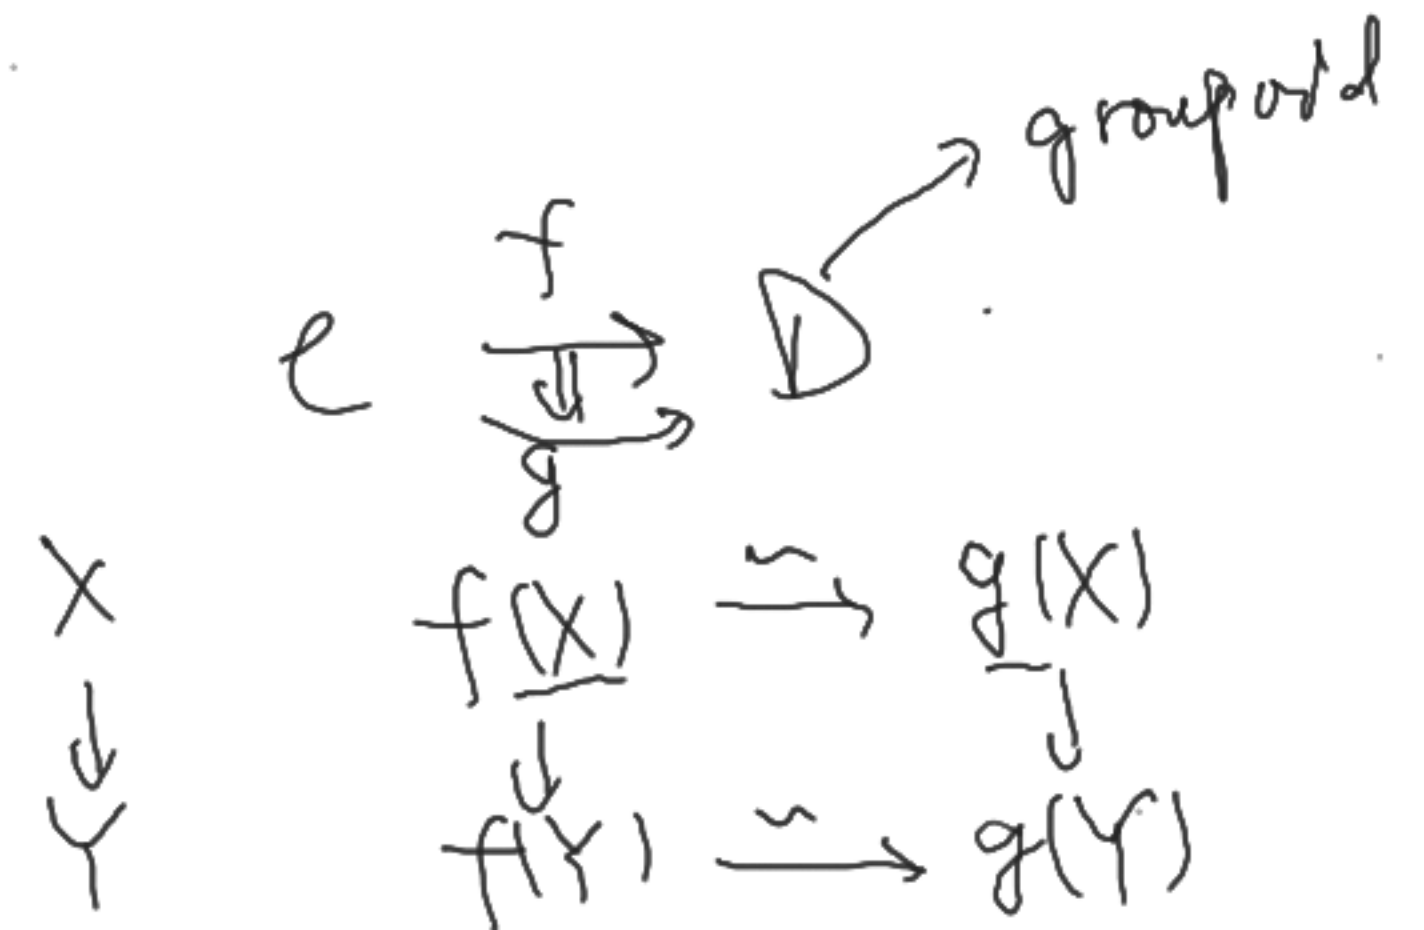 groupoid
f
C D
g
X f(X) ~ g(X)
Y f(Y) ~ g(Y)